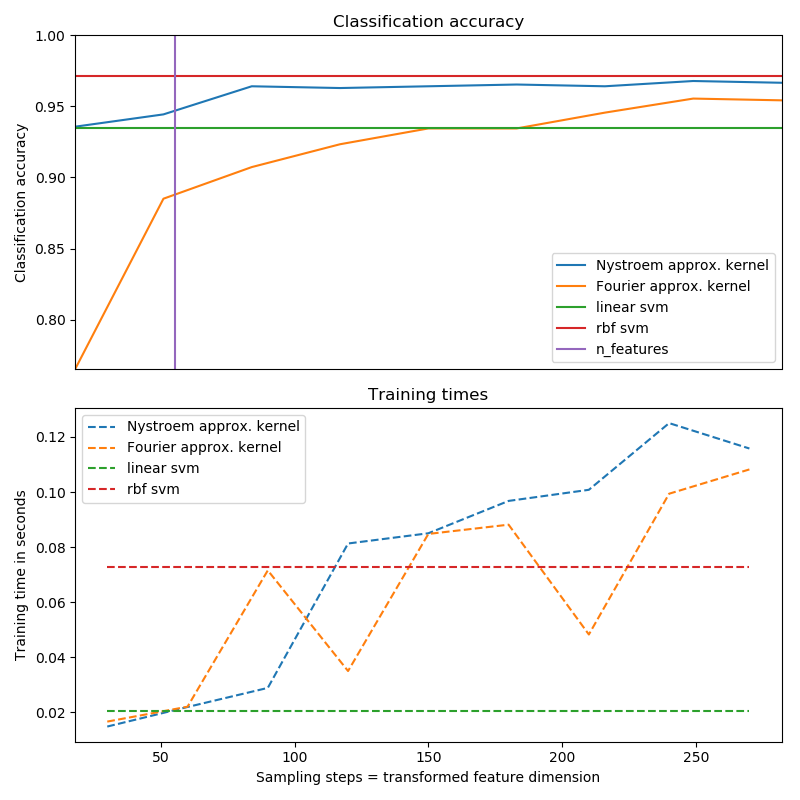 Classification accuracy
1.00
0.95
0.90
0.85
0.80
Classification accuracy
Nystroem approx. kernel
Fourier approx. kernel
linear svm
rbf svm
n_features
Training times
0.12
0.10
0.08
0.06
0.04
0.02
Training time in seconds
Nystroem approx. kernel
Fourier approx. kernel
linear svm
rbf svm
50
100
150
200
250
Sampling steps = transformed feature dimension